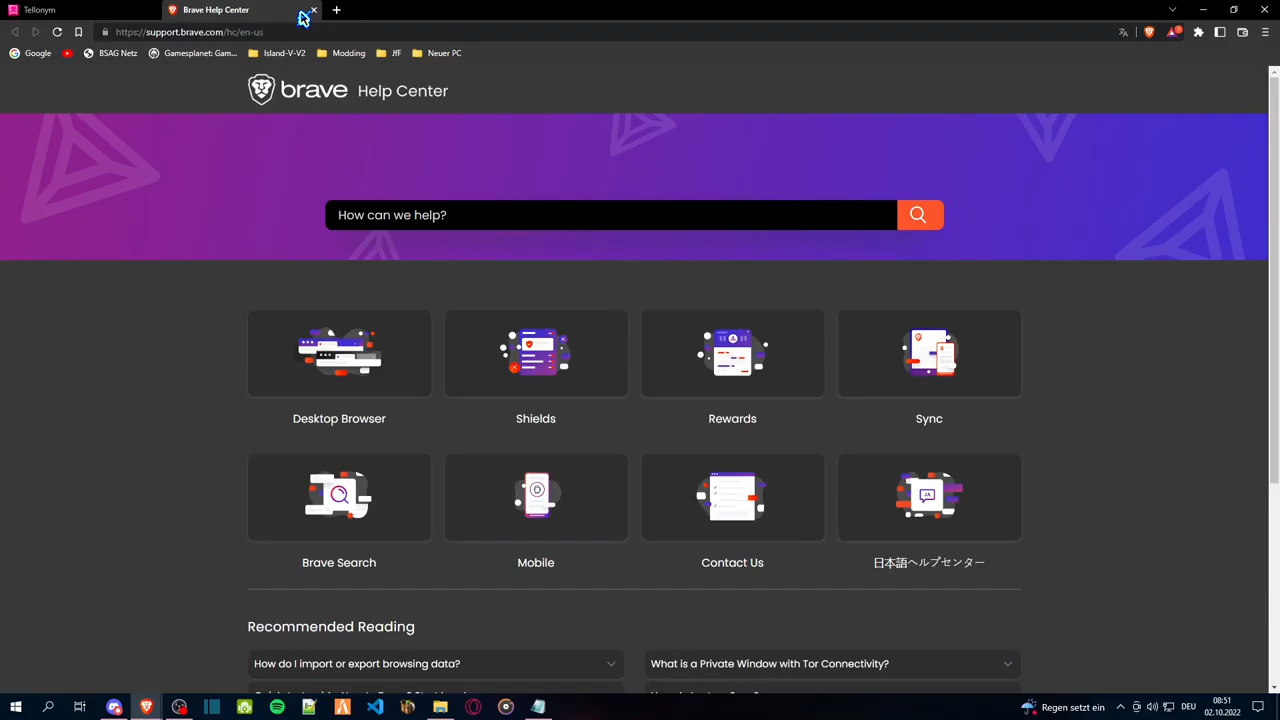 Tellonym
Brave Help Center
https://support.brave.com/hc/en-us
Google
BSAG Netz
Gamesplanet: Gam...
Island-V-V2
Modding
JfF
Neuer PC
brave Help Center
How can we help?
Desktop Browser
Shields
Rewards
Sync
Brave Search
Mobile
Contact Us
日本語ヘルプセンター
Recommended Reading
How do I import or export browsing data?
What is a Private Window with Tor Connectivity?
Regen setzt ein
DEU
08:51
02.10.2022